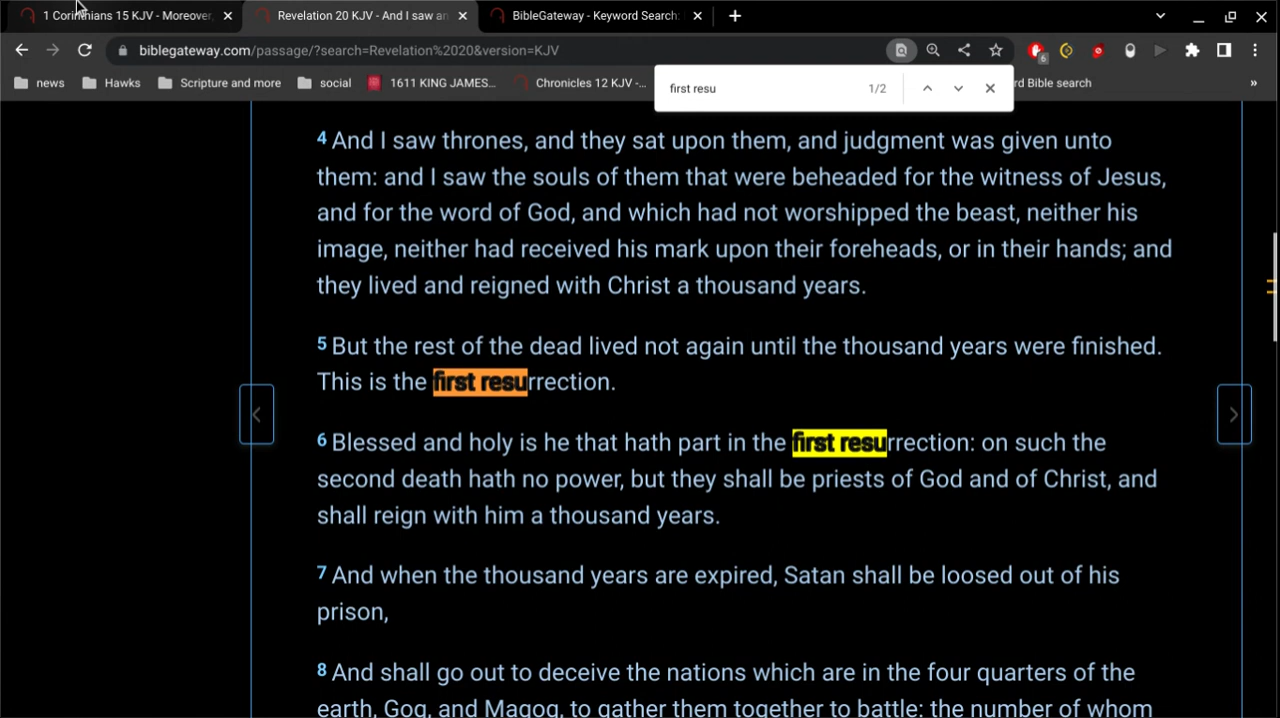 1 Corinthians 15 KJV - Moreover,
Revelation 20 KJV - And I saw an
BibleGateway - Keyword Search:
biblegateway.com/passage/?search=Revelation%2020&version=KJV
6
news
Hawks
Scripture and more
social
1611 KING JAMES...
Chronicles 12 KJV -...
rd Bible search
»
first resu
1/2
4 And I saw thrones, and they sat upon them, and judgment was given unto
them: and I saw the souls of them that were beheaded for the witness of Jesus,
and for the word of God, and which had not worshipped the beast, neither his
image, neither had received his mark upon their foreheads, or in their hands; and
they lived and reigned with Christ a thousand years.
5 But the rest of the dead lived not again until the thousand years were finished.
This is the first resurrection.
6 Blessed and holy is he that hath part in the first resurrection: on such the
second death hath no power, but they shall be priests of God and of Christ, and
shall reign with him a thousand years.
7 And when the thousand years are expired, Satan shall be loosed out of his
prison,
8 And shall go out to deceive the nations which are in the four quarters of the
earth, Gog, and Magog, to gather them together to battle: the number of whom